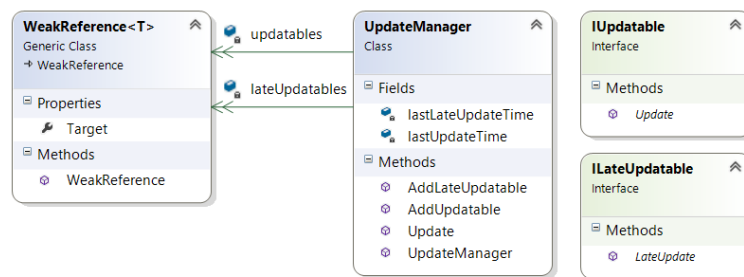 WeakReference<T>
Generic Class
WeakReference
Properties
Target
Methods
WeakReference
updatables
lateUpdatables
UpdateManager
Class
Fields
lastLateUpdateTime
lastUpdateTime
Methods
AddLateUpdatable
AddUpdatable
Update
UpdateManager
IUpdatable
Interface
Methods
Update
ILateUpdatable
Interface
Methods
LateUpdate